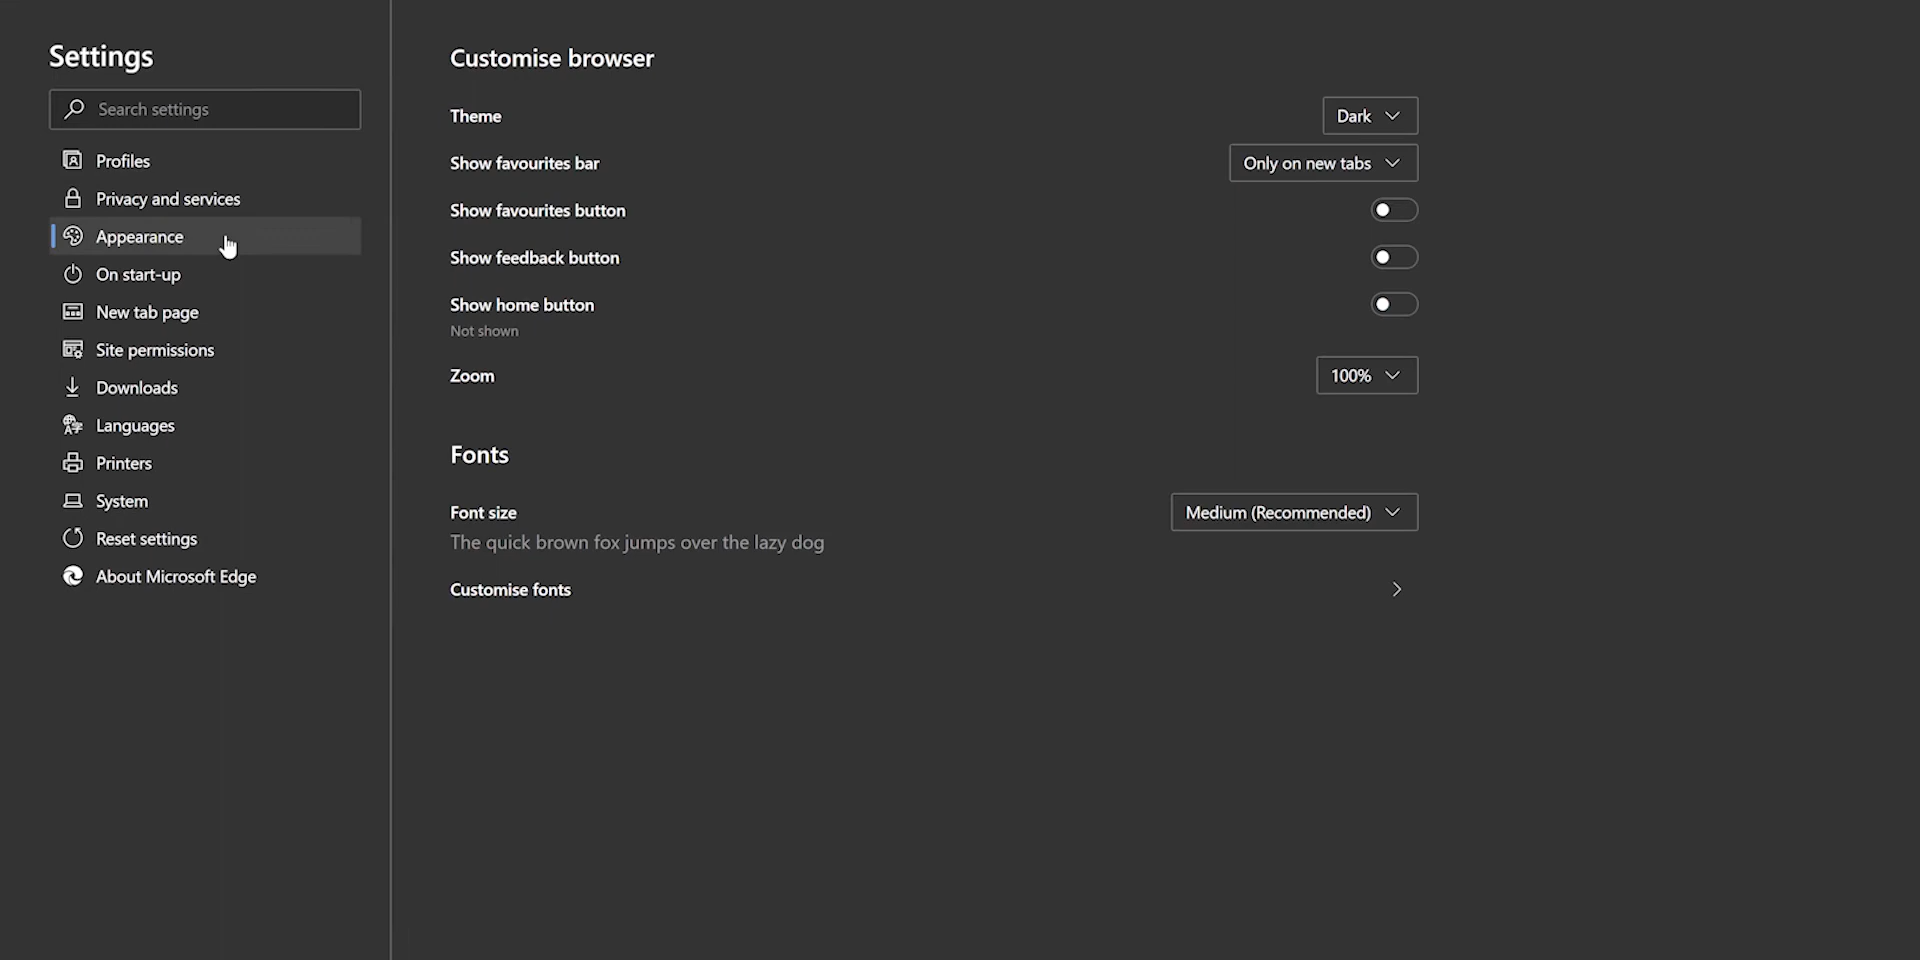 Settings
Search settings
Profiles
Privacy and services
Appearance
On start-up
New tab page
Site permissions
Downloads
Languages
Printers
System
Reset settings
About Microsoft Edge
Customise browser
Theme Dark
Show favourites bar Only on new tabs
Show favourites button
Show feedback button
Show home button
Not shown
Zoom 100%
Fonts
Font size Medium (Recommended)
The quick brown fox jumps over the lazy dog
Customise fonts